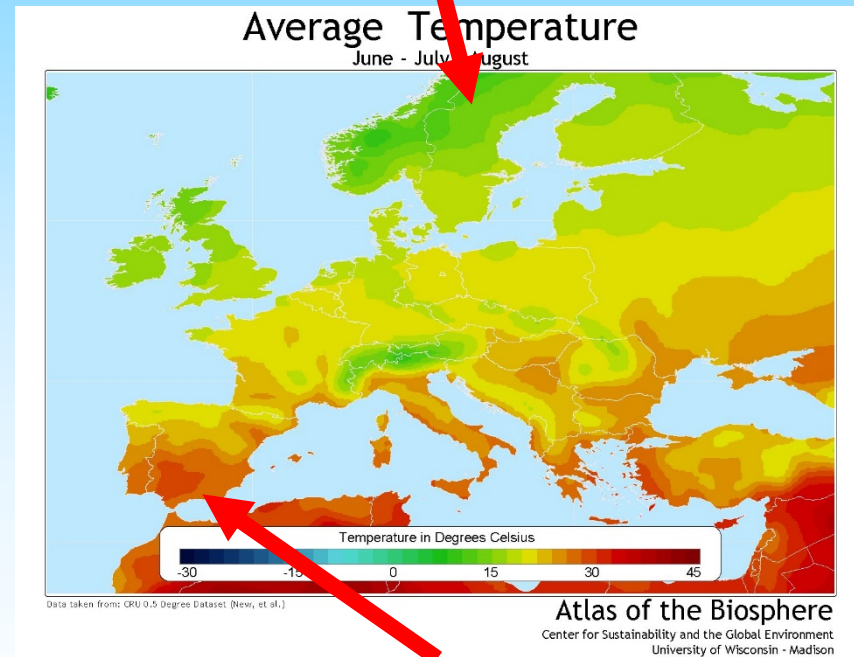 Average Temperature
June - July - August
Temperature in Degrees Celsius
-30 -15 0 15 30 45
Data taken from: CRU 0.5 Degree Dataset (New, et al.)
Atlas of the Biosphere
Center for Sustainability and the Global Environment
University of Wisconsin - Madison